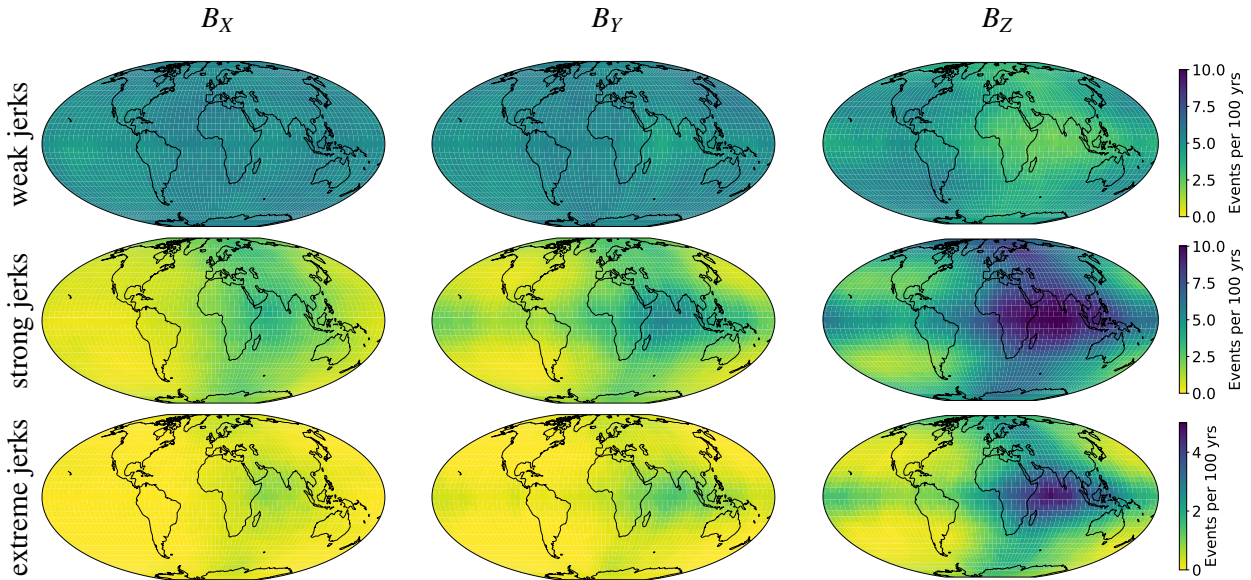 B_X B_Y B_Z
weak jerks
10.0
7.5
5.0
2.5
0.0
Events per 100 yrs
strong jerks
10.0
7.5
5.0
2.5
0.0
Events per 100 yrs
extreme jerks
4
2
0
Events per 100 yrs